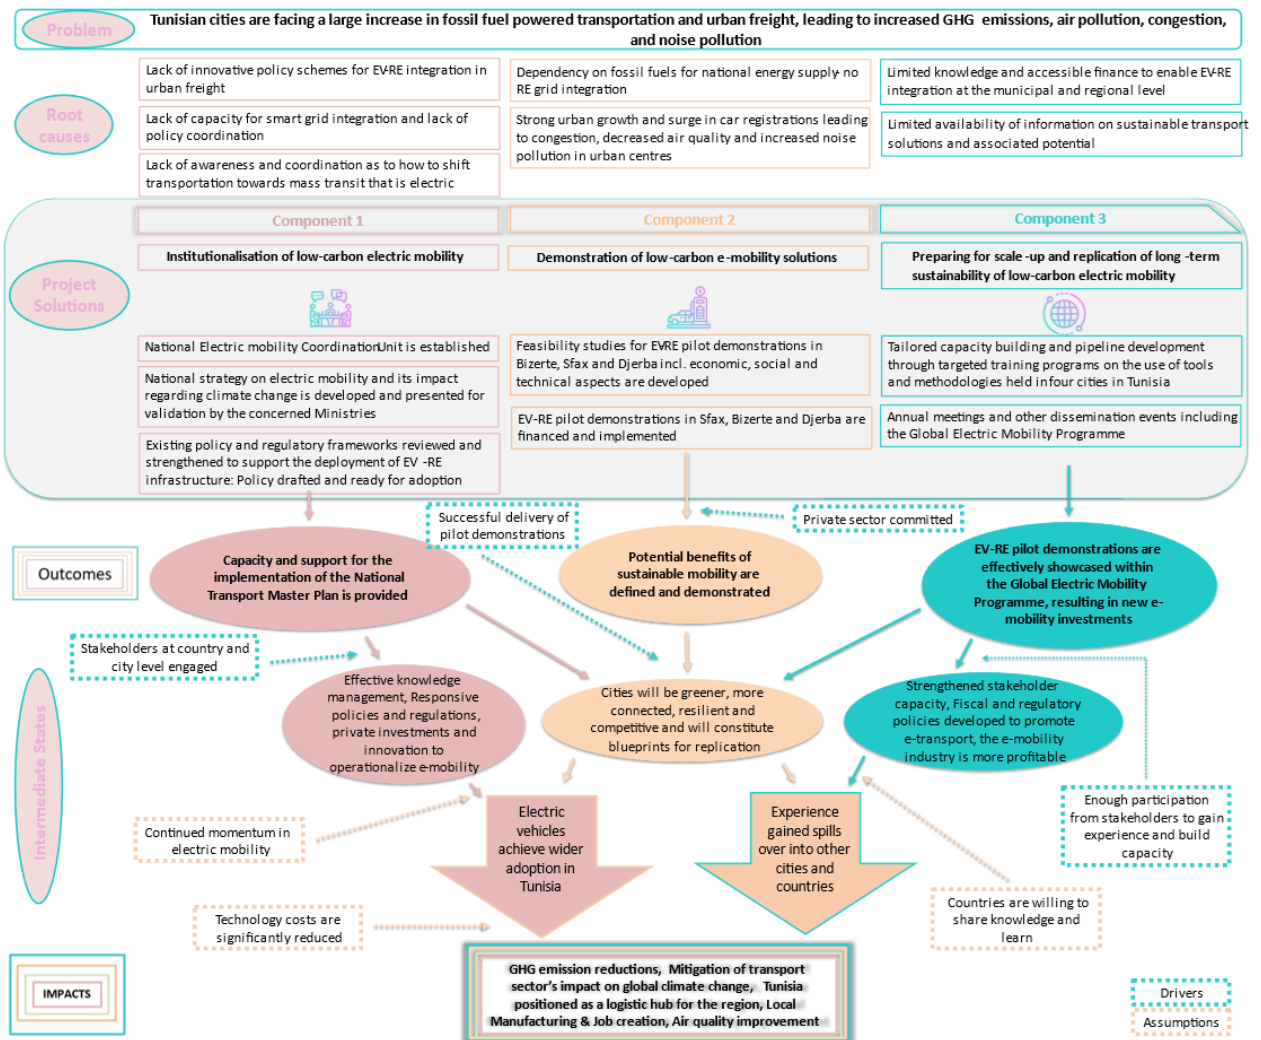 Problem
Tunisian cities are facing a large increase in fossil fuel powered transportation and urban freight, leading to increased GHG emissions, air pollution, congestion,
and noise pollution
Root
causes
Lack of innovative policy schemes for EV-RE integration in
urban freight
Lack of capacity for smart grid integration and lack of
policy coordination
Lack of awareness and coordination as to how to shift
transportation towards mass transit that is electric
Dependency on fossil fuels for national energy supply- no
RE grid integration
Strong urban growth and surge in car registrations leading
to congestion, decreased air quality and increased noise
pollution in urban centres
Limited knowledge and accessible finance to enable EV-RE
integration at the municipal and regional level
Limited availability of information on sustainable transport
solutions and associated potential
Project
Solutions
Component 1
Institutionalisation of low-carbon electric mobility
National Electric mobility CoordinationUnit is established
National strategy on electric mobility and its impact
regarding climate change is developed and presented for
validation by the concerned Ministries
Existing policy and regulatory frameworks reviewed and
strengthened to support the deployment of EV -RE
infrastructure: Policy drafted and ready for adoption
Component 2
Demonstration of low-carbon e-mobility solutions
Feasibility studies for EVRE pilot demonstrations in
Bizerte, Sfax and Djerba incl. economic, social and
technical aspects are developed
EV-RE pilot demonstrations in Sfax, Bizerte and Djerba are
financed and implemented
Component 3
Preparing for scale -up and replication of long -term
sustainability of low-carbon electric mobility
Tailored capacity building and pipeline development
through targeted training programs on the use of tools
and methodologies held in four cities in Tunisia
Annual meetings and other dissemination events including
the Global Electric Mobility Programme
Successful delivery of
pilot demonstrations
Private sector committed
Outcomes
Capacity and support for the
implementation of the National
Transport Master Plan is provided
Potential benefits of
sustainable mobility are
defined and demonstrated
EV-RE pilot demonstrations are
effectively showcased within
the Global Electric Mobility
Programme, resulting in new e-
mobility investments
Stakeholders at country and
city level engaged
Intermediate States
Effective knowledge
management, Responsive
policies and regulations,
private investments and
innovation to
operationalize e-mobility
Cities will be greener, more
connected, resilient and
competitive and will constitute
blueprints for replication
Strengthened stakeholder
capacity, Fiscal and regulatory
policies developed to promote
e-transport, the e-mobility
industry is more profitable
Continued momentum in
electric mobility
Electric
vehicles
achieve wider
adoption in
Tunisia
Experience
gained spills
over into other
cities and
countries
Enough participation
from stakeholders to gain
experience and build
capacity
Technology costs are
significantly reduced
Countries are willing to
share knowledge and
learn
IMPACTS
GHG emission reductions, Mitigation of transport
sector's impact on global climate change, Tunisia
positioned as a logistic hub for the region, Local
Manufacturing & Job creation, Air quality improvement
Drivers
Assumptions